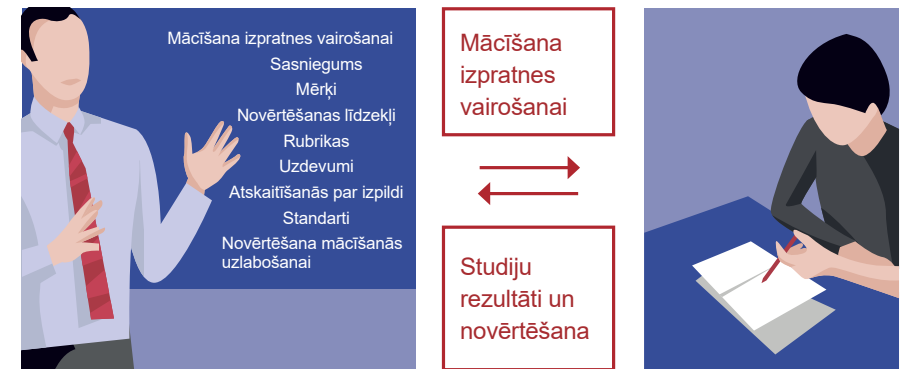 Mācīšana izpratnes vairošanai
Sasniegums
Mērķi
Novērtēšanas līdzekļi
Rubrikas
Uzdevumi
Atskaitīšanās par izpildi
Standarti
Novērtēšana mācīšanās
uzlabošanai
Mācīšana
izpratnes
vairošanai
Studiju
rezultāti un
novērtēšana